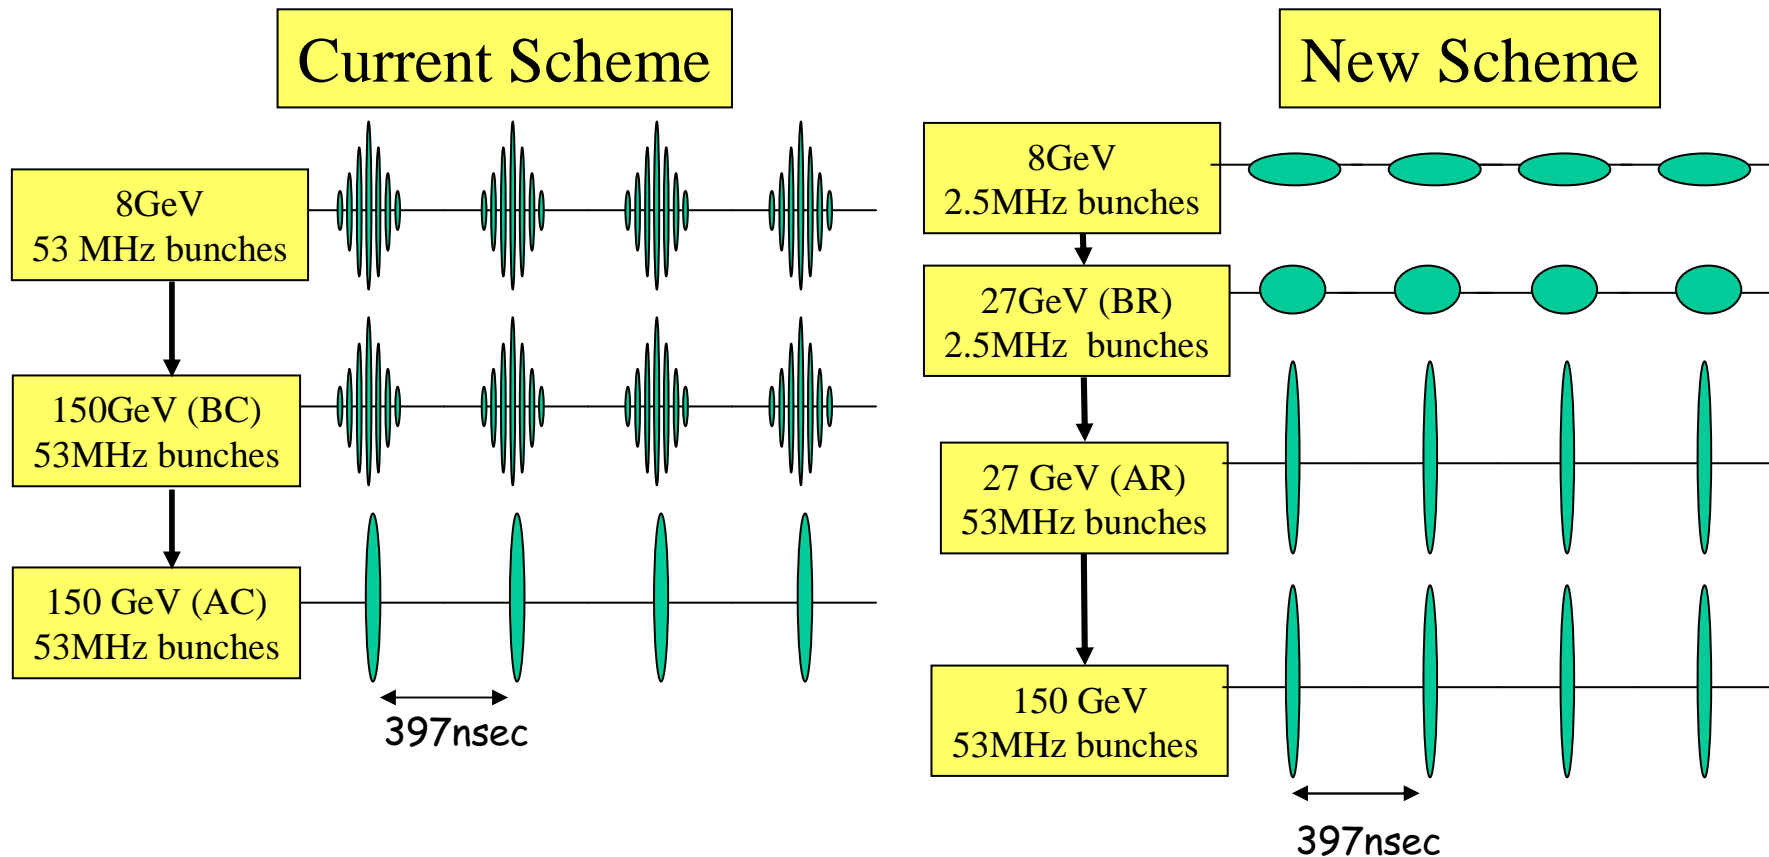 Current Scheme
8GeV
53 MHz bunches
150GeV (BC)
53MHz bunches
150 GeV (AC)
53MHz bunches
397nsec
New Scheme
8GeV
2.5MHz bunches
27GeV (BR)
2.5MHz  bunches
27 GeV (AR)
53MHz bunches
150 GeV
53MHz bunches
397nsec